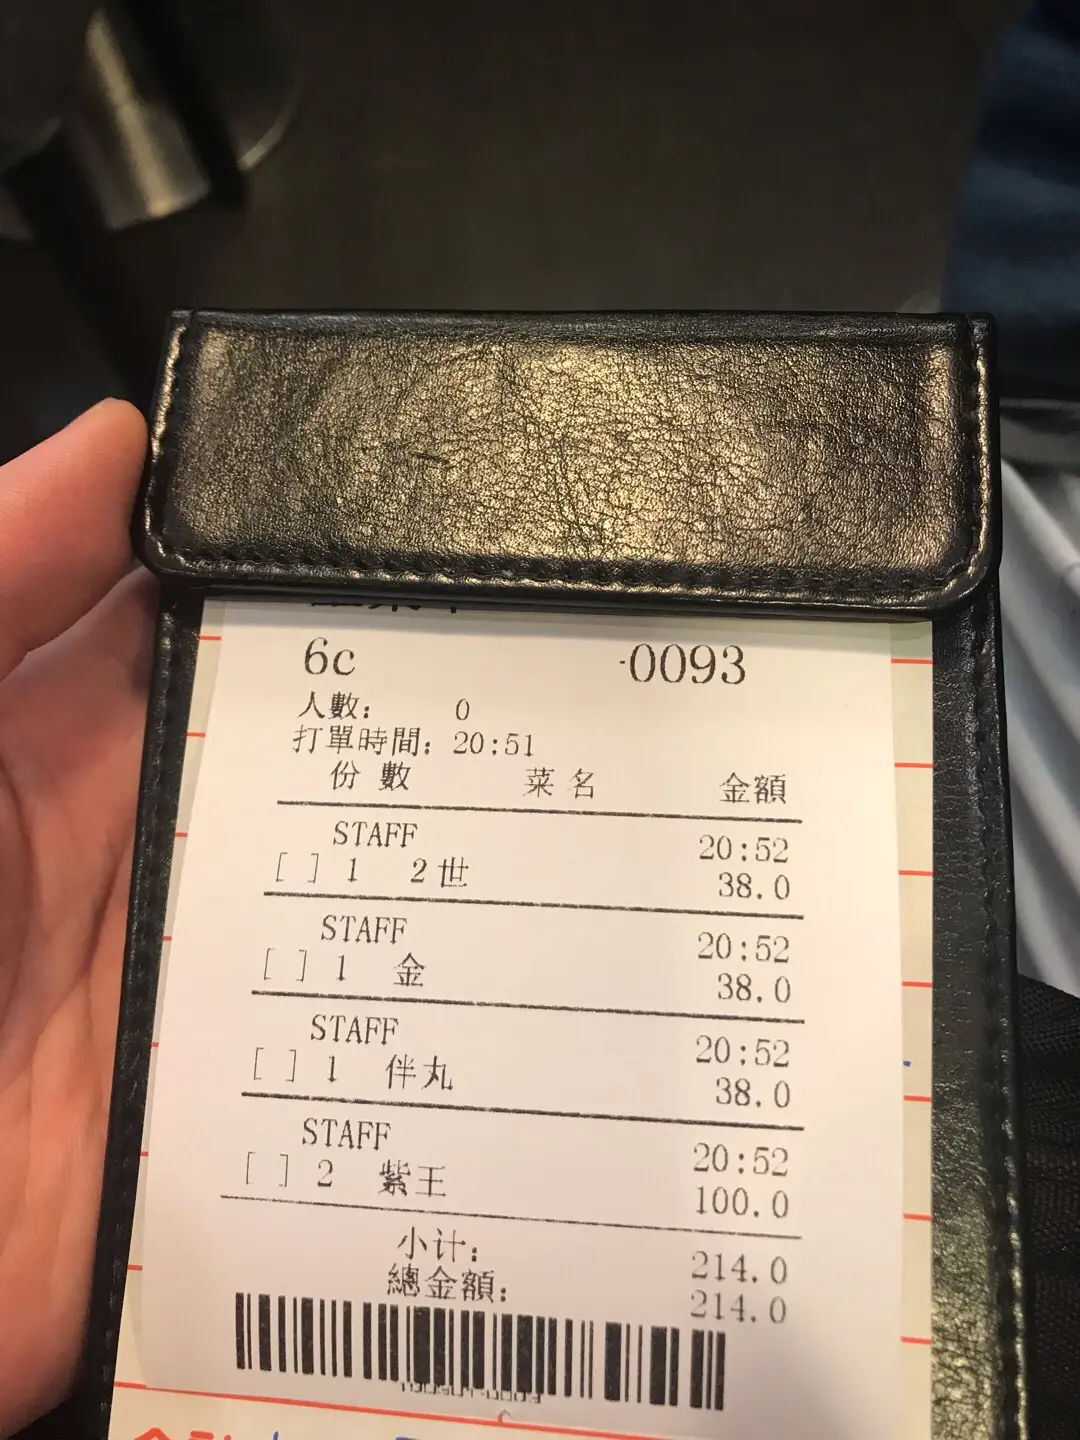 6c -0093
人數: 0
打單時間: 20:51
份數 菜名 金額
STAFF 20:52
[ ] 1 2世 38.0
STAFF 20:52
[ ] 1 金 38.0
STAFF 20:52
[ ] 1 伴丸 38.0
STAFF 20:52
[ ] 2 紫王 100.0
小计: 214.0
總金額: 214.0